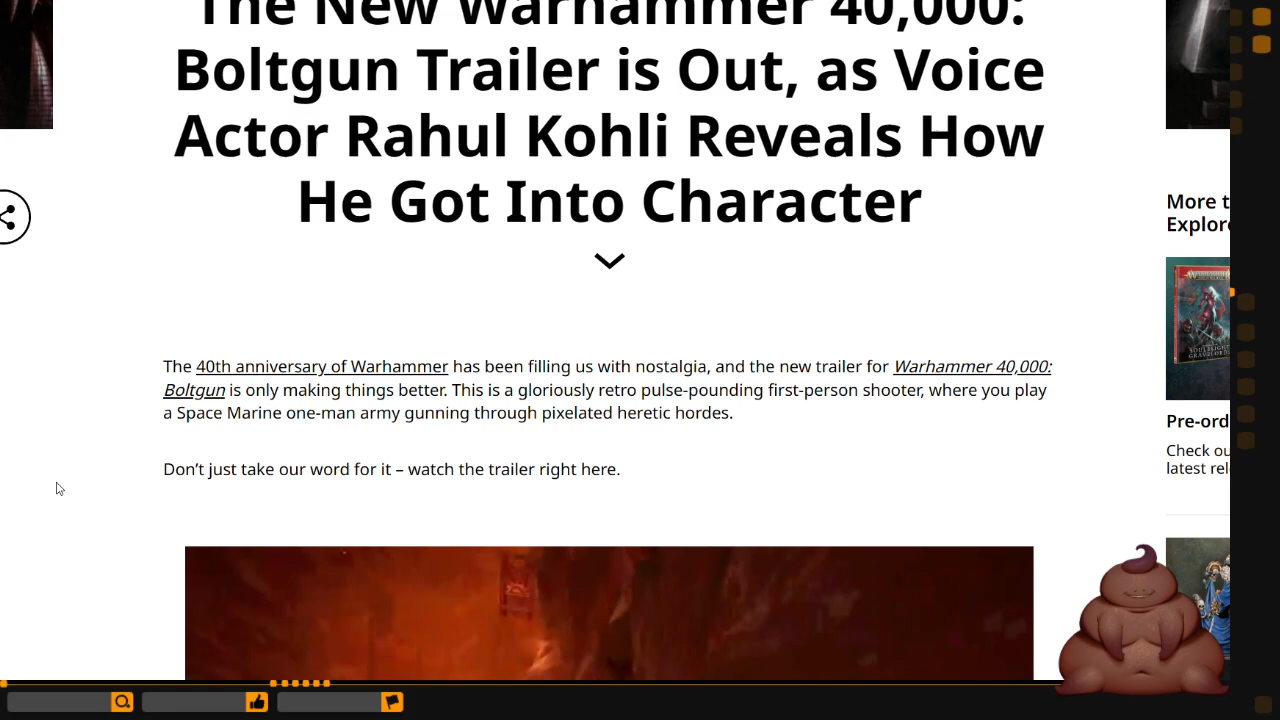 The New Warhammer 40,000:
Boltgun Trailer is Out, as Voice
Actor Rahul Kohli Reveals How
He Got Into Character
The 40th anniversary of Warhammer has been filling us with nostalgia, and the new trailer for Warhammer 40,000:
Boltgun is only making things better. This is a gloriously retro pulse-pounding first-person shooter, where you play
a Space Marine one-man army gunning through pixelated heretic hordes.
Don’t just take our word for it – watch the trailer right here.
More t
Explore
Pre-ord
Check ou
latest rel